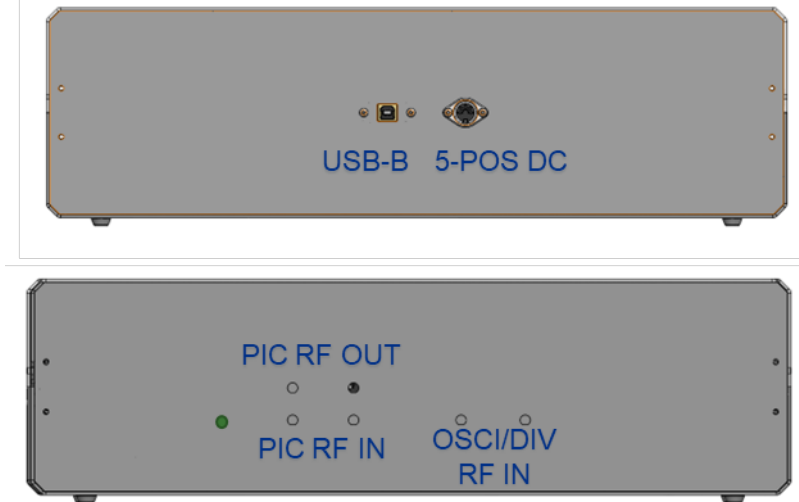 USB-B 5-POS DC
PIC RF OUT
PIC RF IN
OSCI/DIV
RF IN